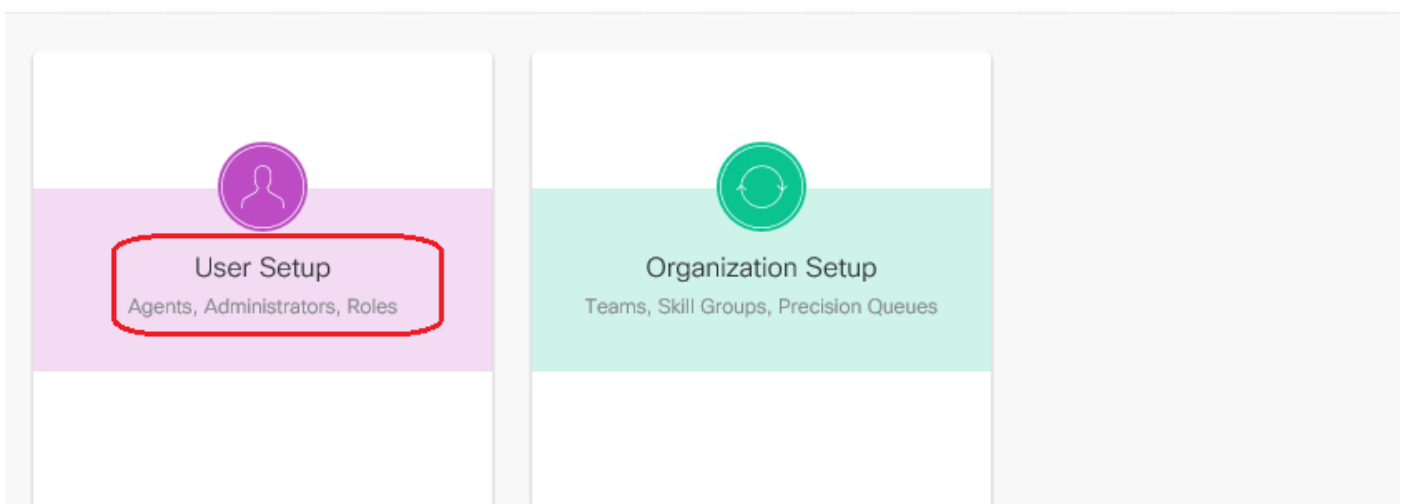 User Setup
Agents, Administrators, Roles
Organization Setup
Teams, Skill Groups, Precision Queues